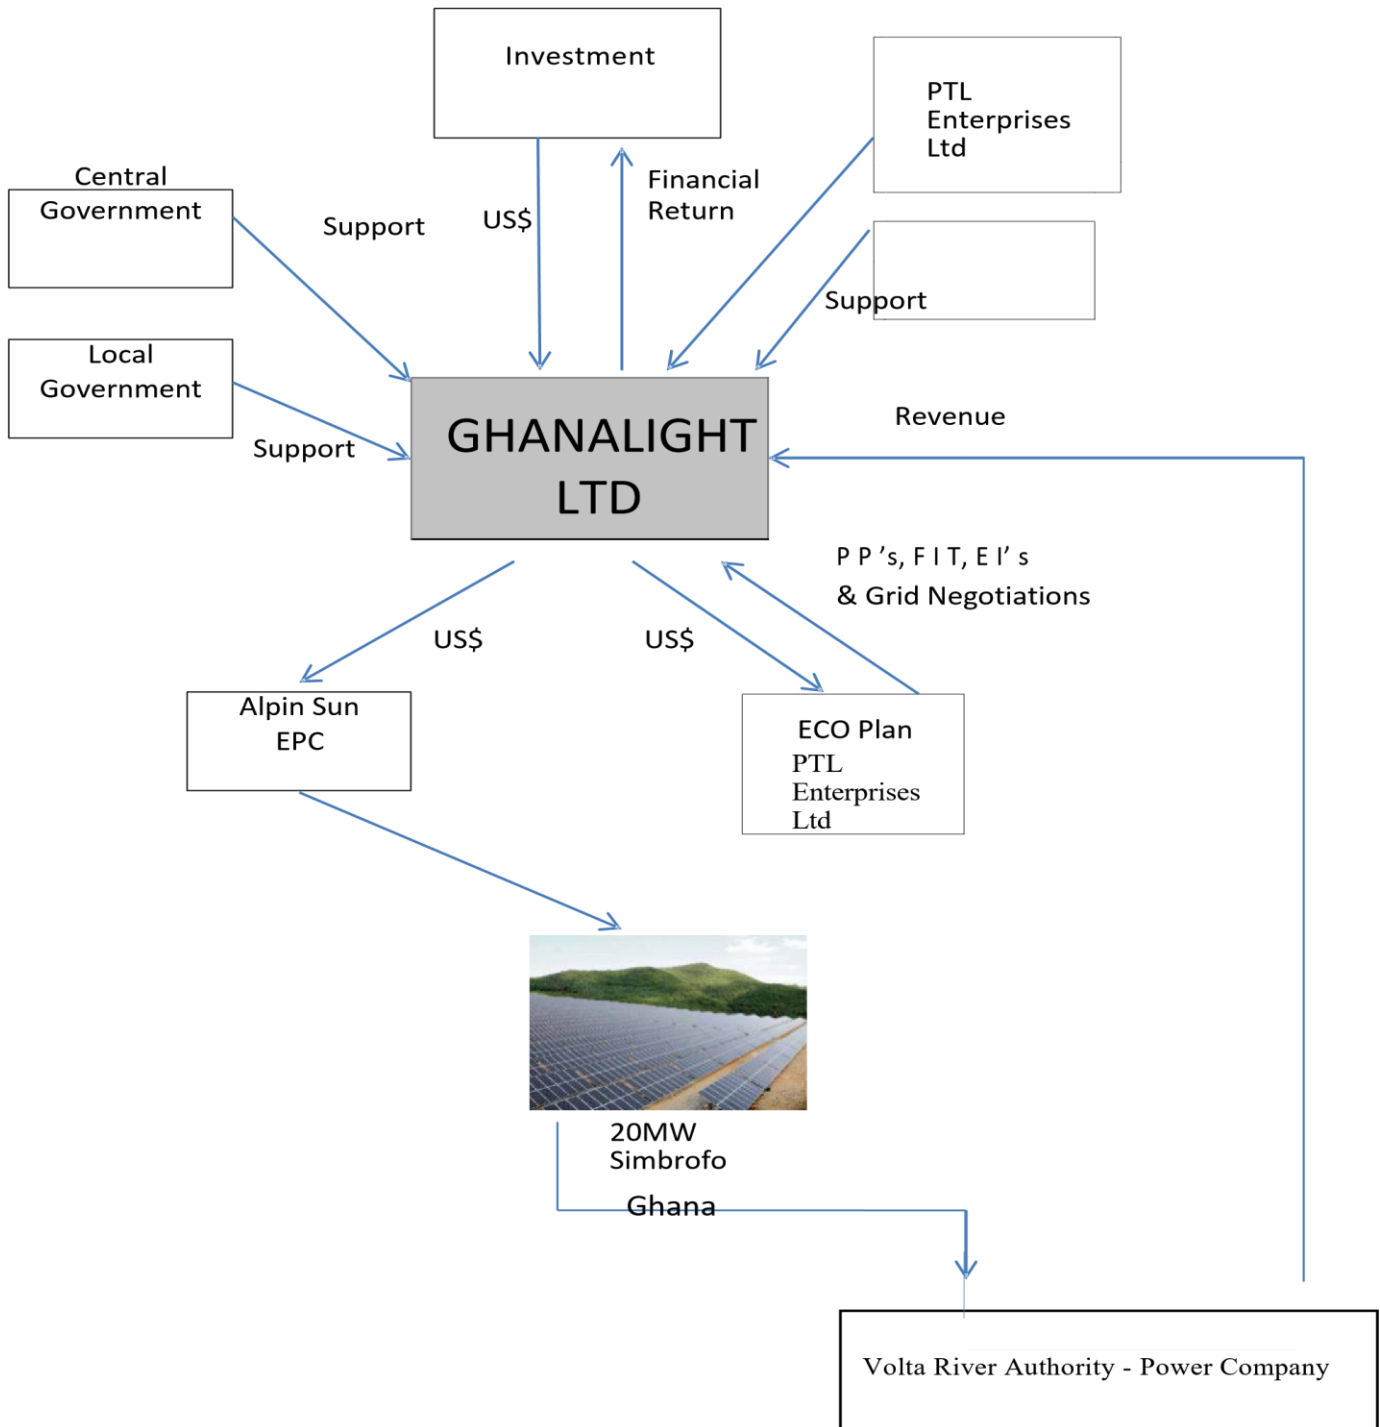 Investment
PTL
Enterprises
Ltd
Central
Government
Support
US$
Financial
Return
Support
Local
Government
Support
GHANALIGHT
LTD
Revenue
P P 's, F I T, E I' s
& Grid Negotiations
US$
US$
Alpin Sun
EPC
ECO Plan
PTL
Enterprises
Ltd
20MW
Simbrofo
Ghana
Volta River Authority - Power Company